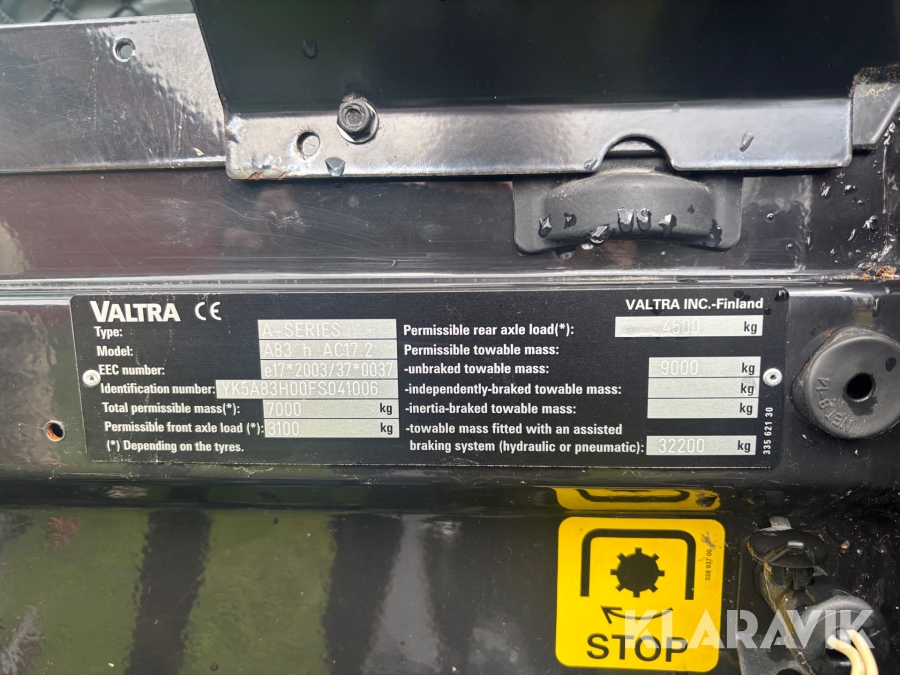 VALTRA CE
VALTRA INC.-Finland
Type: A-SERIES
Model: A83 h AC17.2
EEC number: e17*2003/37*0037
Identification number: YK5A83H00FS041006
Total permissible mass(*): 7000 kg
Permissible front axle load (*): 3100 kg
(*) Depending on the tyres.
Permissible rear axle load(*): 4500 kg
Permissible towable mass:
-unbraked towable mass: 9000 kg
-independently-braked towable mass: kg
-inertia-braked towable mass: kg
-towable mass fitted with an assisted
braking system (hydraulic or pneumatic): 32200 kg
335 621 30
STOP
KLARAVIK